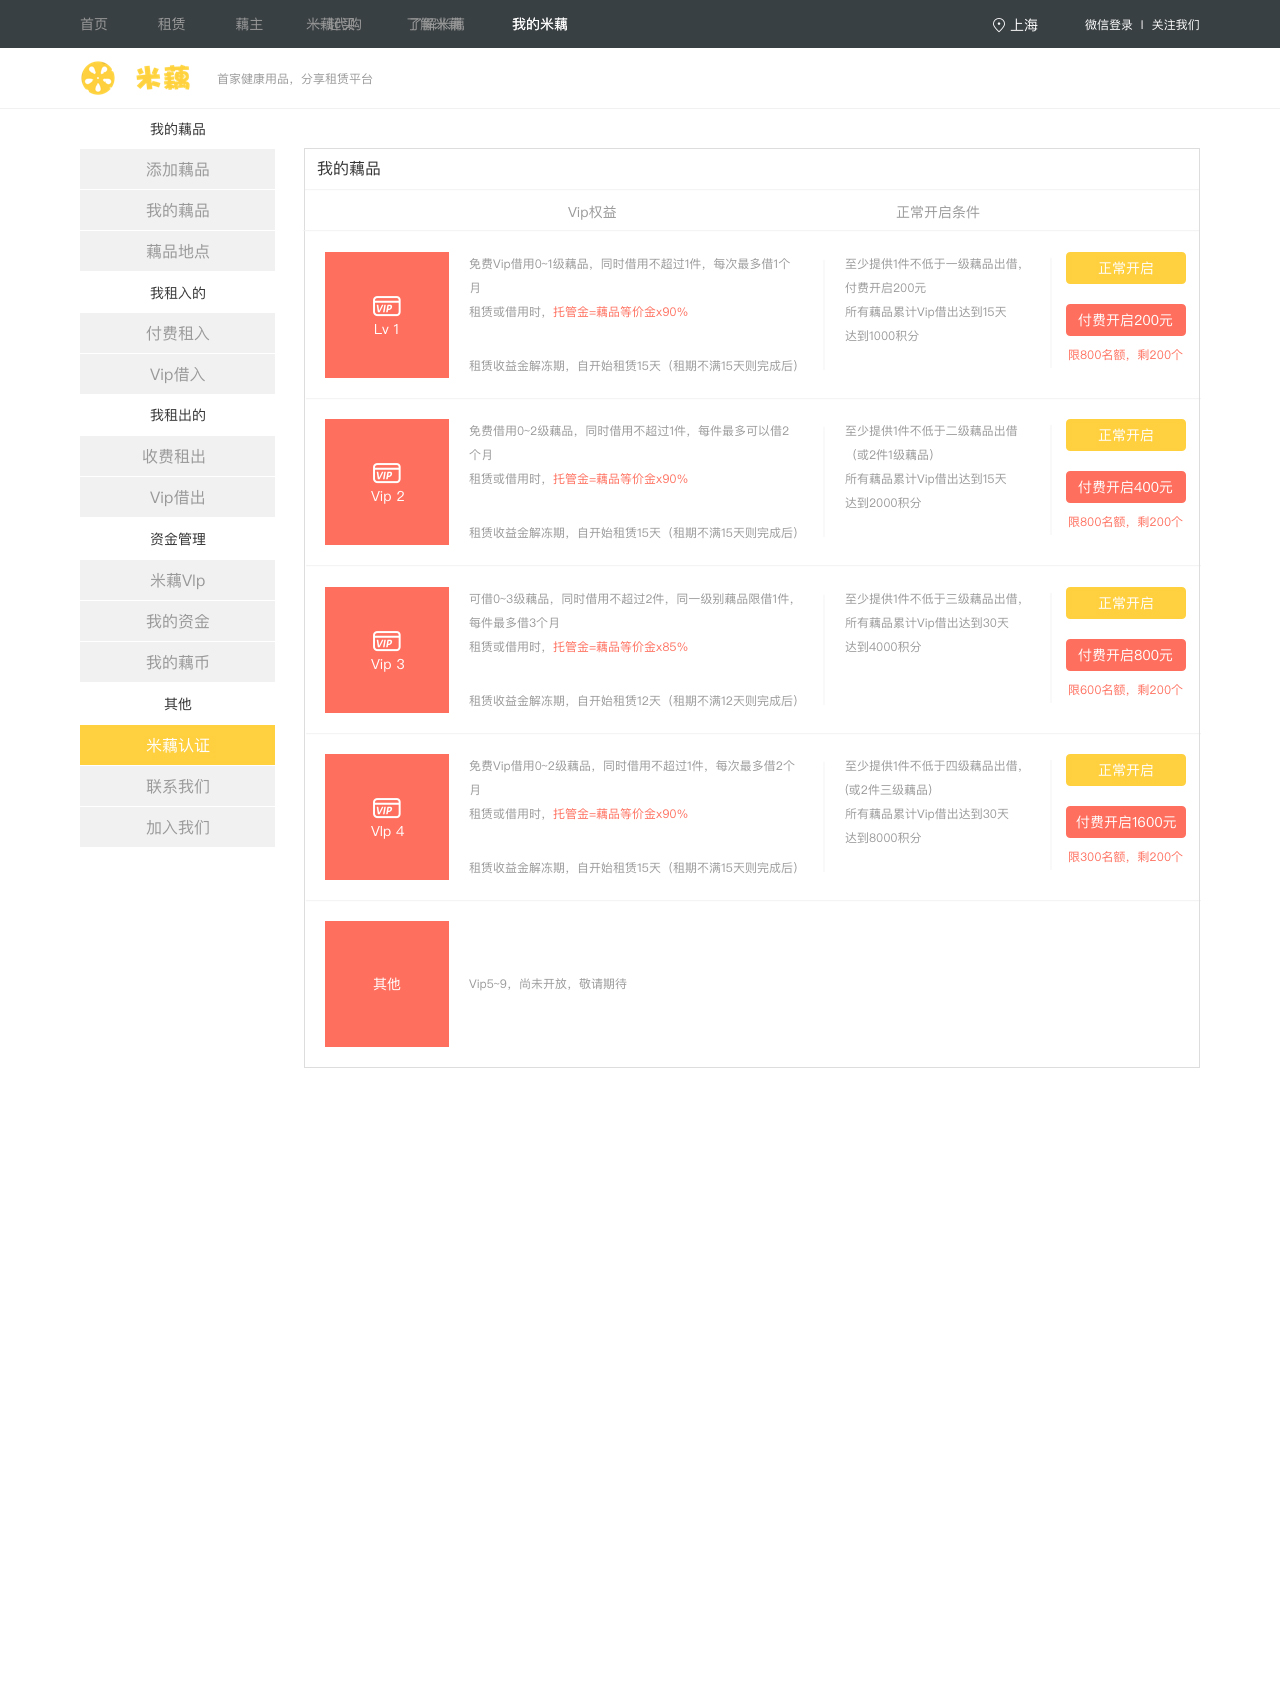 首页 租赁 藕主 我的米藕 上海 微信登录 | 关注我们
米藕 首家健康用品，分享租赁平台
我的藕品
添加藕品
我的藕品
藕品地点
我租入的
付费租入
Vip借入
我租出的
收费租出
Vip借出
资金管理
米藕VIp
我的资金
我的藕币
其他
米藕认证
联系我们
加入我们
我的藕品
Vip权益 正常开启条件
VIP
Lv 1
免费Vip借用0~1级藕品，同时借用不超过1件，每次最多借1个
月
租赁或借用时，托管金=藕品等价金x90%
租赁收益金解冻期，自开始租赁15天（租期不满15天则完成后）
至少提供1件不低于一级藕品出借，
付费开启200元
所有藕品累计Vip借出达到15天
达到1000积分
正常开启
付费开启200元
限800名额，剩200个
VIP
Vip 2
免费借用0~2级藕品，同时借用不超过1件，每件最多可以借2
个月
租赁或借用时，托管金=藕品等价金x90%
租赁收益金解冻期，自开始租赁15天（租期不满15天则完成后）
至少提供1件不低于二级藕品出借
（或2件1级藕品）
所有藕品累计Vip借出达到15天
达到2000积分
正常开启
付费开启400元
限800名额，剩200个
VIP
Vip 3
可借0~3级藕品，同时借用不超过2件，同一级别藕品限借1件，
每件最多借3个月
租赁或借用时，托管金=藕品等价金x85%
租赁收益金解冻期，自开始租赁12天（租期不满12天则完成后）
至少提供1件不低于三级藕品出借，
所有藕品累计Vip借出达到30天
达到4000积分
正常开启
付费开启800元
限600名额，剩200个
VIP
VIp 4
免费Vip借用0~2级藕品，同时借用不超过1件，每次最多借2个
月
租赁或借用时，托管金=藕品等价金x90%
租赁收益金解冻期，自开始租赁15天（租期不满15天则完成后）
至少提供1件不低于四级藕品出借，
(或2件三级藕品)
所有藕品累计Vip借出达到30天
达到8000积分
正常开启
付费开启1600元
限300名额，剩200个
其他
Vip5~9，尚未开放，敬请期待